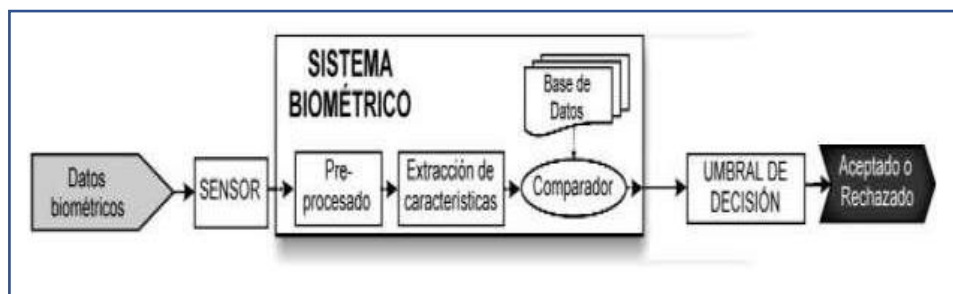 SISTEMA
BIOMÉTRICO
Base de
Datos
Datos
biométricos
SENSOR
Pre-
procesado
Extracción de
características
Comparador
UMBRAL DE
DECISIÓN
Aceptado o
Rechazado